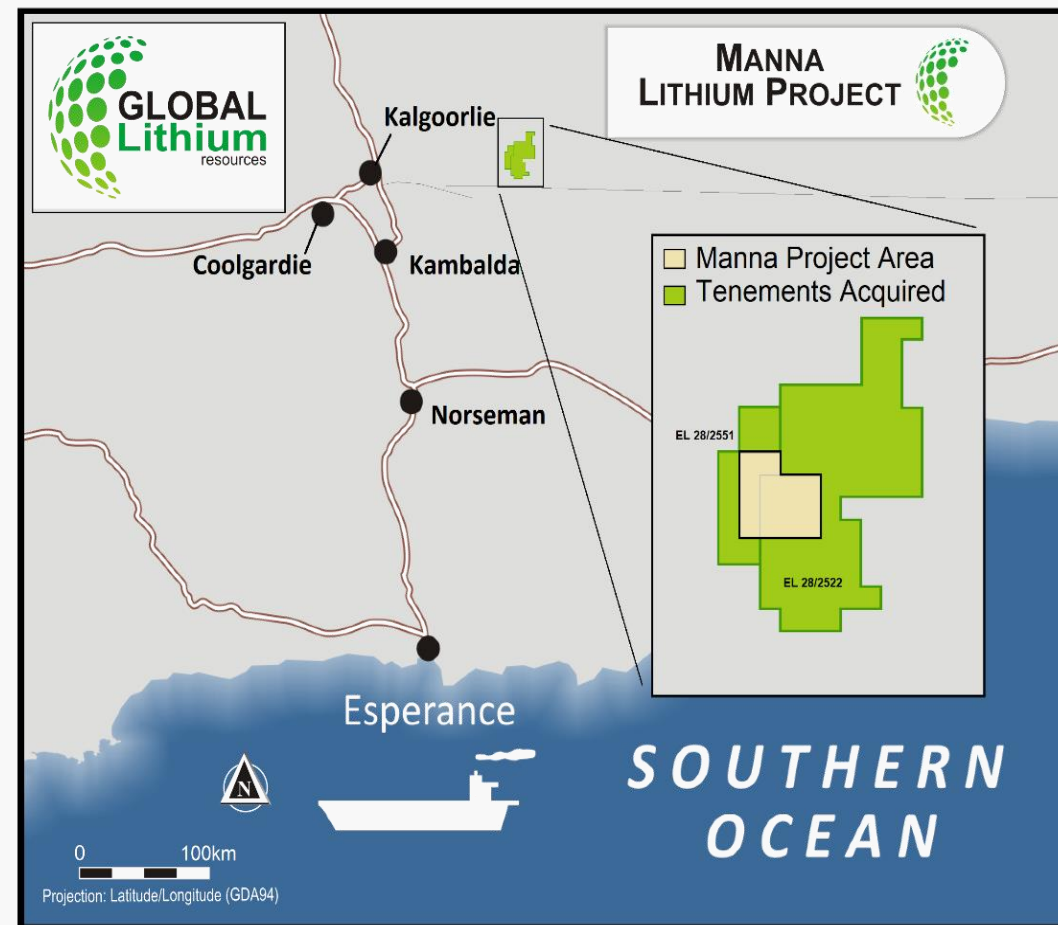 GLOBAL
Lithium
resources
MANNA
LITHIUM PROJECT
Kalgoorlie
Coolgardie
Kambalda
Norseman
Manna Project Area
Tenements Acquired
EL 28/2551
EL 28/2522
Esperance
SOUTHERN
OCEAN
N
0 100km
Projection: Latitude/Longitude (GDA94)